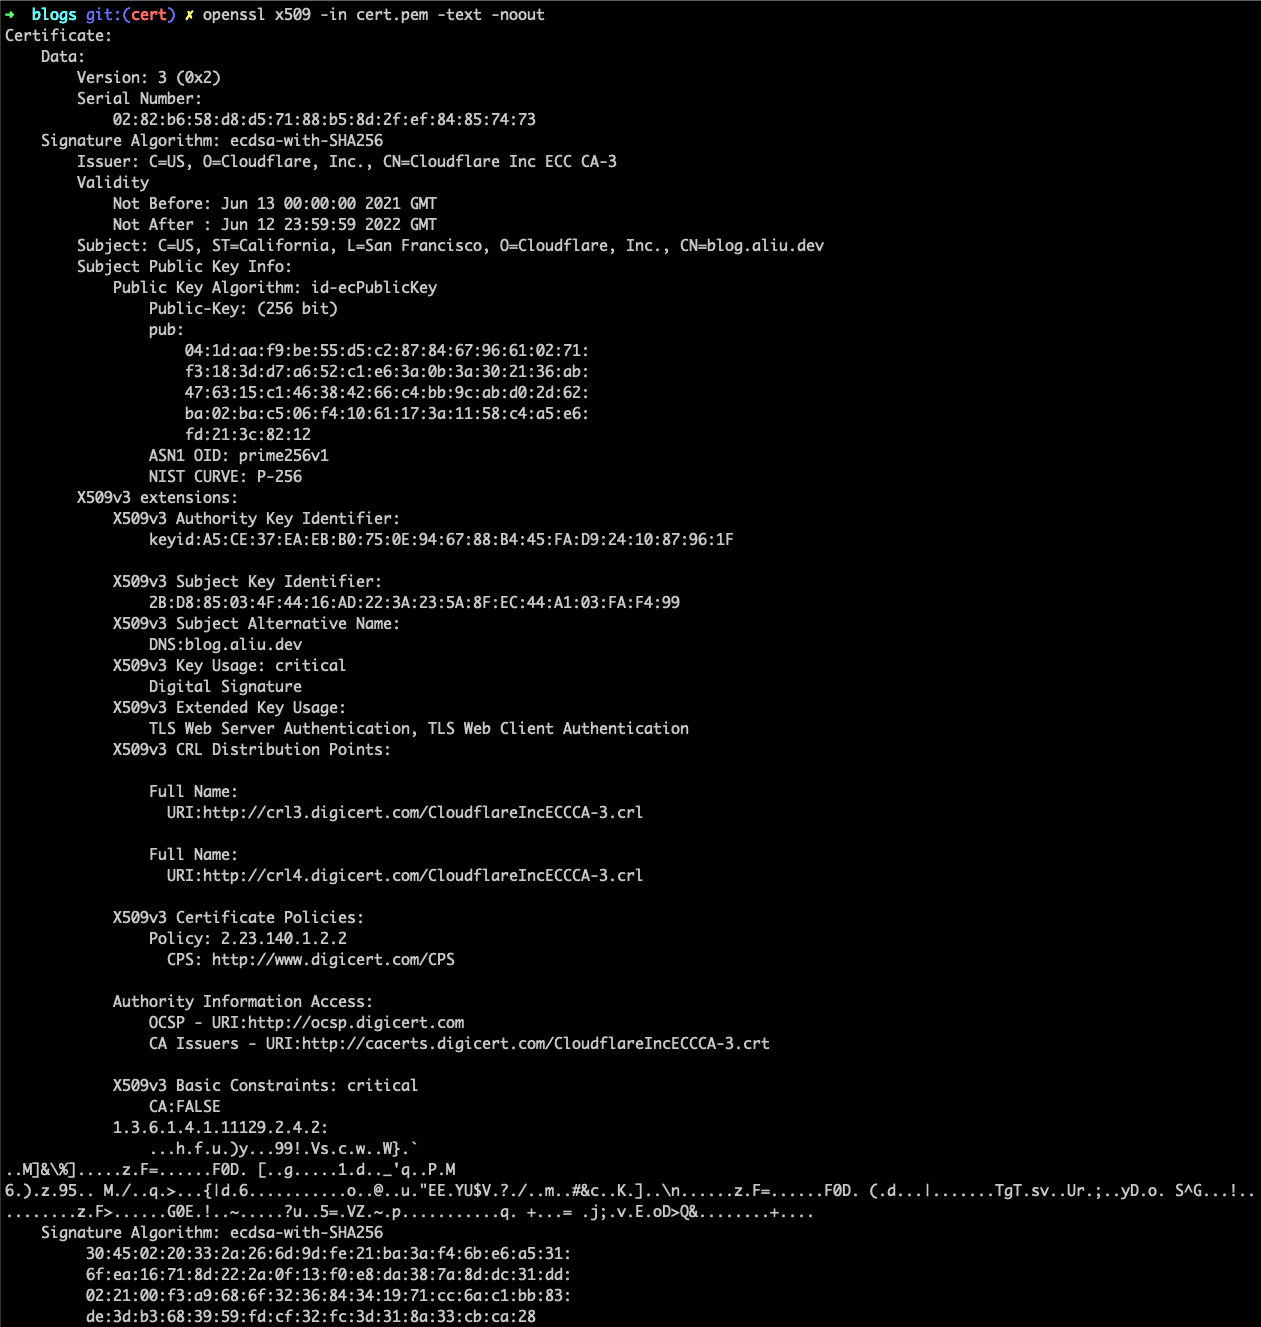 ➜  blogs git:(cert) ✗ openssl x509 -in cert.pem -text -noout
Certificate:
    Data:
        Version: 3 (0x2)
        Serial Number:
            02:82:b6:58:d8:d5:71:88:b5:8d:2f:ef:84:85:74:73
    Signature Algorithm: ecdsa-with-SHA256
        Issuer: C=US, O=Cloudflare, Inc., CN=Cloudflare Inc ECC CA-3
        Validity
            Not Before: Jun 13 00:00:00 2021 GMT
            Not After : Jun 12 23:59:59 2022 GMT
        Subject: C=US, ST=California, L=San Francisco, O=Cloudflare, Inc., CN=blog.aliu.dev
        Subject Public Key Info:
            Public Key Algorithm: id-ecPublicKey
                Public-Key: (256 bit)
                pub:
                    04:1d:aa:f9:be:55:d5:c2:87:84:67:96:61:02:71:
                    f3:18:3d:d7:a6:52:c1:e6:3a:0b:3a:30:21:36:ab:
                    47:63:15:c1:46:38:42:66:c4:bb:9c:ab:d0:2d:62:
                    ba:02:ba:c5:06:f4:10:61:17:3a:11:58:c4:a5:e6:
                    fd:21:3c:82:12
                ASN1 OID: prime256v1
                NIST CURVE: P-256
        X509v3 extensions:
            X509v3 Authority Key Identifier:
                keyid:A5:CE:37:EA:EB:B0:75:0E:94:67:88:B4:45:FA:D9:24:10:87:96:1F
            X509v3 Subject Key Identifier:
                2B:D8:85:03:4F:44:16:AD:22:3A:23:5A:8F:EC:44:A1:03:FA:F4:99
            X509v3 Subject Alternative Name:
                DNS:blog.aliu.dev
            X509v3 Key Usage: critical
                Digital Signature
            X509v3 Extended Key Usage:
                TLS Web Server Authentication, TLS Web Client Authentication
            X509v3 CRL Distribution Points:
                Full Name:
                  URI:http://crl3.digicert.com/CloudflareIncECCCA-3.crl
                Full Name:
                  URI:http://crl4.digicert.com/CloudflareIncECCCA-3.crl
            X509v3 Certificate Policies:
                Policy: 2.23.140.1.2.2
                  CPS: http://www.digicert.com/CPS
            Authority Information Access:
                OCSP - URI:http://ocsp.digicert.com
                CA Issuers - URI:http://cacerts.digicert.com/CloudflareIncECCCA-3.crt
            X509v3 Basic Constraints: critical
                CA:FALSE
            1.3.6.1.4.1.11129.2.4.2:
                ...h.f.u.)y...99!.Vs.c.w..W}.`
..M]&\%].....z.F=......F0D. [..g.....1.d.._'q..P.M
6.).z.95.. M./..q.>...{|d.6...........o..@..u."EE.YU$V.?./..m..#&c..K.]..\n......z.F=......F0D. (.d...|.......TgT.sv..Ur.;..yD.o. S^G...!..
.........z.F>......G0E.!..~.....?u..5=.VZ.~.p...........q. +...= .j;.v.E.oD>Q&........+....
    Signature Algorithm: ecdsa-with-SHA256
         30:45:02:20:33:2a:26:6d:9d:fe:21:ba:3a:f4:6b:e6:a5:31:
         6f:ea:16:71:8d:22:2a:0f:13:f0:e8:da:38:7a:8d:dc:31:dd:
         02:21:00:f3:a9:68:6f:32:36:84:34:19:71:cc:6a:c1:bb:83:
         de:3d:b3:68:39:59:fd:cf:32:fc:3d:31:8a:33:cb:ca:28